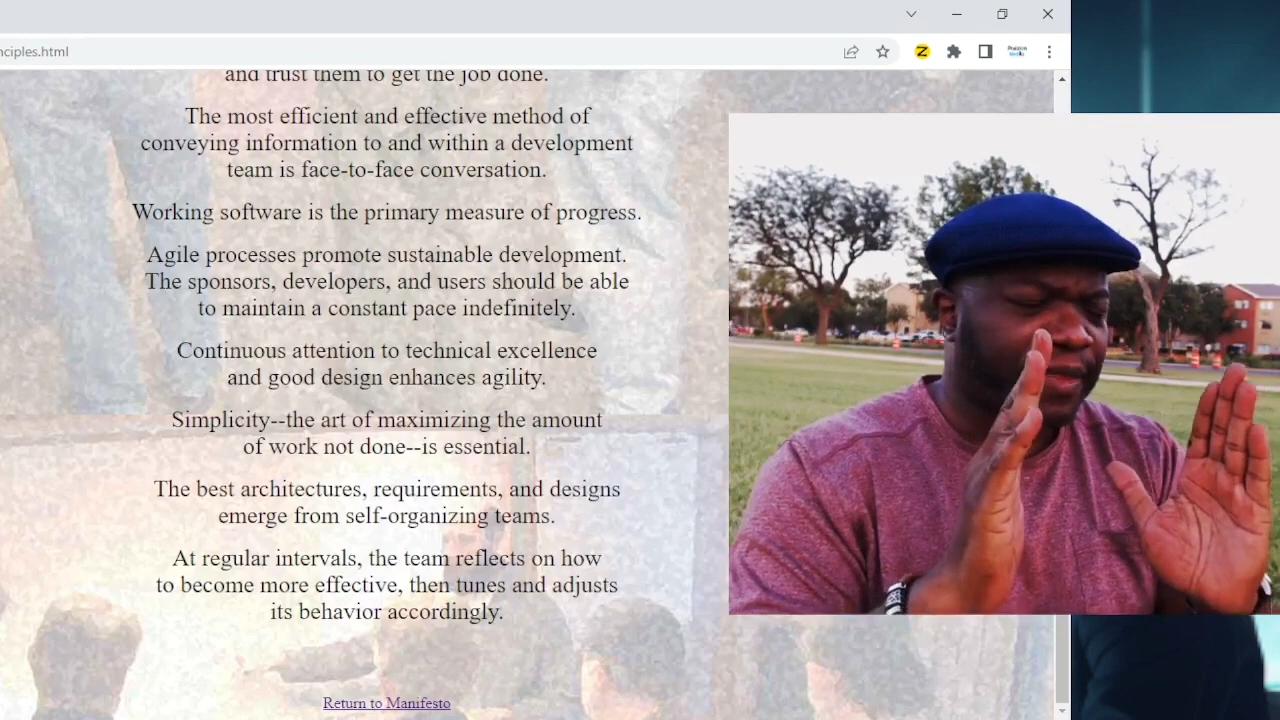 nciples.html
and trust them to get the job done.
The most efficient and effective method of
conveying information to and within a development
team is face-to-face conversation.
Working software is the primary measure of progress.
Agile processes promote sustainable development.
The sponsors, developers, and users should be able
to maintain a constant pace indefinitely.
Continuous attention to technical excellence
and good design enhances agility.
Simplicity--the art of maximizing the amount
of work not done--is essential.
The best architectures, requirements, and designs
emerge from self-organizing teams.
At regular intervals, the team reflects on how
to become more effective, then tunes and adjusts
its behavior accordingly.
Return to Manifesto